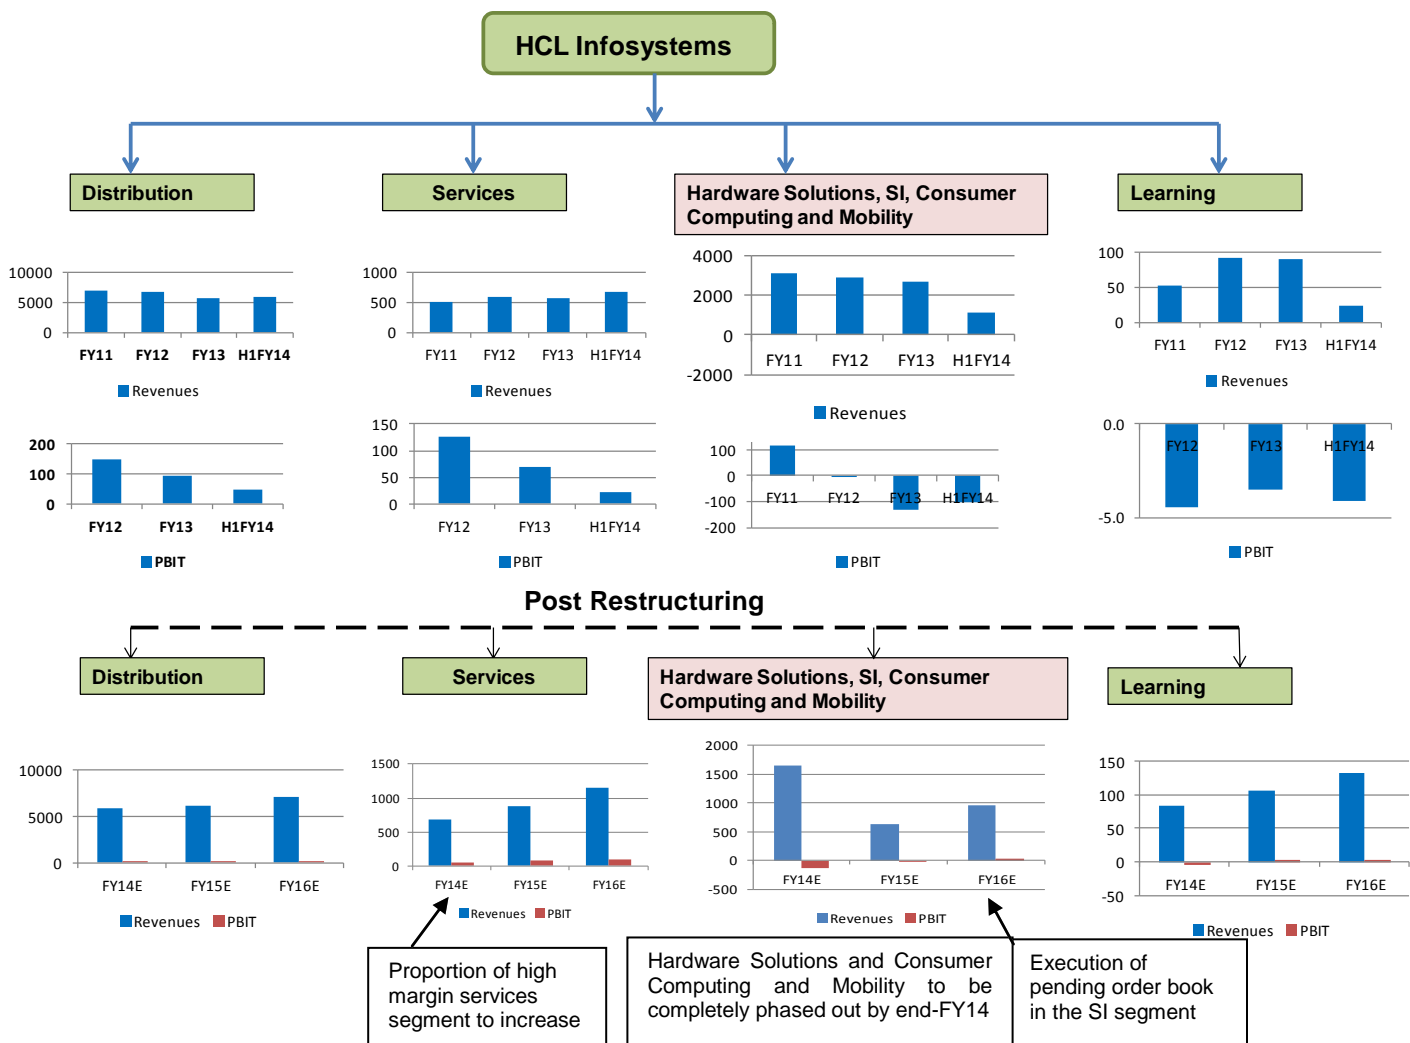 HCL Infosystems
Distribution
Services
Hardware Solutions, SI, Consumer
Computing and Mobility
Learning
10000
5000
0
FY11 FY12 FY13 H1FY14
Revenues
1000
500
0
FY11 FY12 FY13 H1FY14
Revenues
4000
2000
0
-2000
FY11 FY12 FY13 H1FY14
Revenues
100
50
0
FY11 FY12 FY13 H1FY14
Revenues
200
100
0
FY12 FY13 H1FY14
PBIT
150
100
50
0
FY12 FY13 H1FY14
PBIT
100
0
-100
-200
FY11 FY12 FY13 H1FY14
PBIT
0.0
-5.0
FY12 FY13 H1FY14
PBIT
Post Restructuring
Distribution
Services
Hardware Solutions, SI, Consumer
Computing and Mobility
Learning
10000
5000
0
FY14E FY15E FY16E
Revenues PBIT
1500
1000
500
0
FY14E FY15E FY16E
Revenues PBIT
2000
1500
1000
500
0
-500
FY14E FY15E FY16E
Revenues PBIT
150
100
50
0
-50
FY14E FY15E FY16E
Revenues PBIT
Proportion of high
margin services
segment to increase
Hardware Solutions and Consumer
Computing and Mobility to be
completely phased out by end-FY14
Execution of
pending order book
in the SI segment